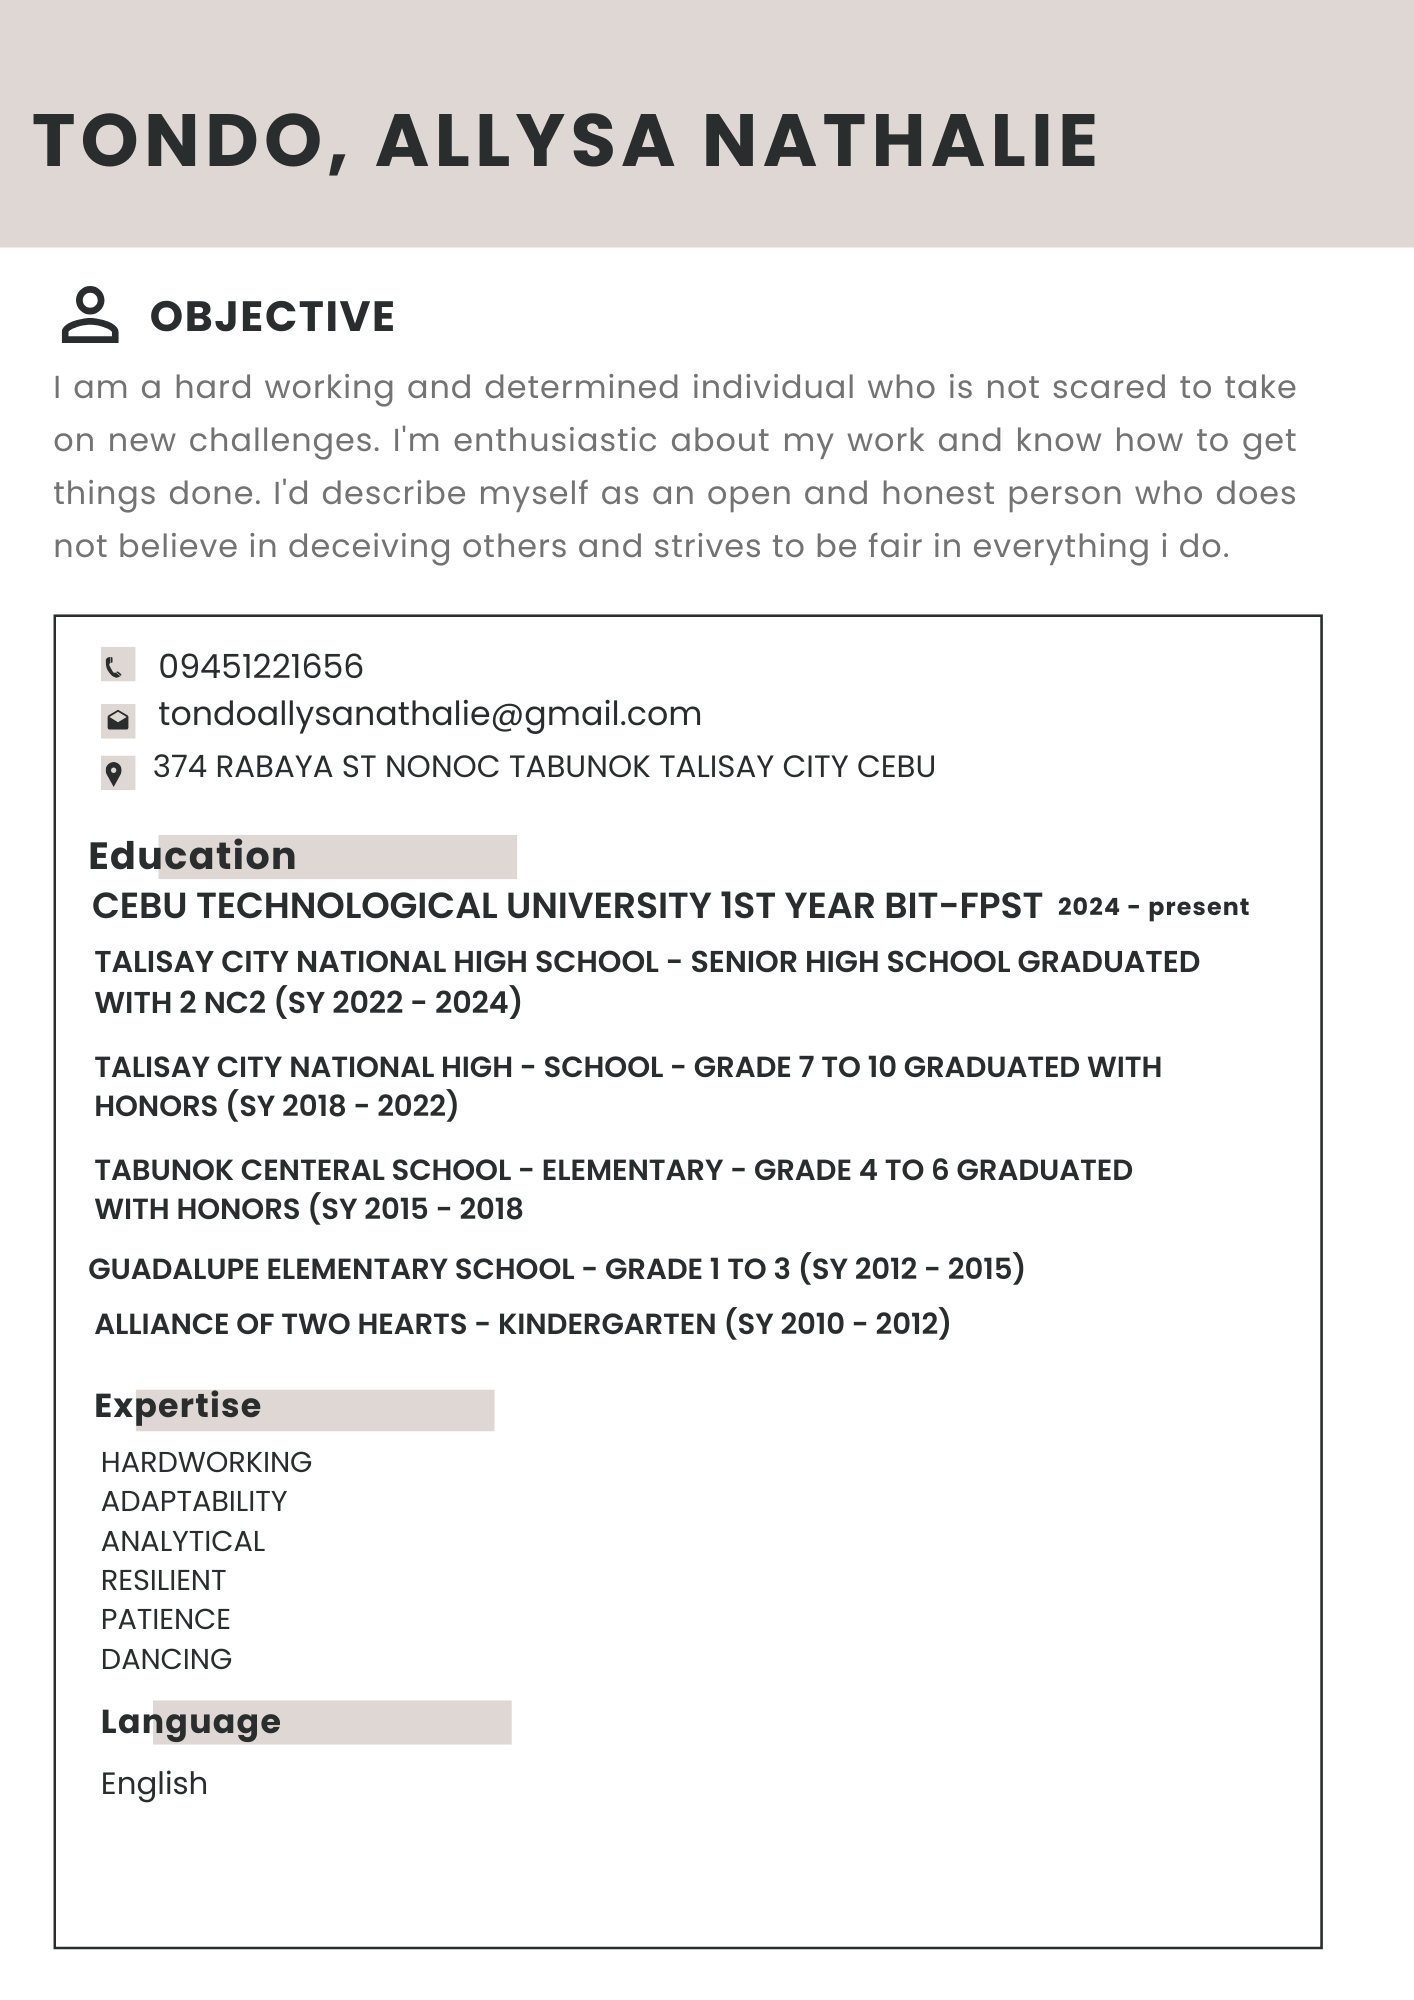 TONDO, ALLYSA NATHALIE
OBJECTIVE
I am a hard working and determined individual who is not scared to take
on new challenges. I'm enthusiastic about my work and know how to get
things done. I'd describe myself as an open and honest person who does
not believe in deceiving others and strives to be fair in everything i do.
09451221656
tondoallysanathalie@gmail.com
374 RABAYA ST NONOC TABUNOK TALISAY CITY CEBU
Education
CEBU TECHNOLOGICAL UNIVERSITY 1ST YEAR BIT-FPST 2024 - present
TALISAY CITY NATIONAL HIGH SCHOOL - SENIOR HIGH SCHOOL GRADUATED
WITH 2 NC2 (SY 2022 - 2024)
TALISAY CITY NATIONAL HIGH - SCHOOL - GRADE 7 TO 10 GRADUATED WITH
HONORS (SY 2018 - 2022)
TABUNOK CENTERAL SCHOOL - ELEMENTARY - GRADE 4 TO 6 GRADUATED
WITH HONORS (SY 2015 - 2018
GUADALUPE ELEMENTARY SCHOOL - GRADE 1 TO 3 (SY 2012 - 2015)
ALLIANCE OF TWO HEARTS - KINDERGARTEN (SY 2010 - 2012)
Expertise
HARDWORKING
ADAPTABILITY
ANALYTICAL
RESILIENT
PATIENCE
DANCING
Language
English